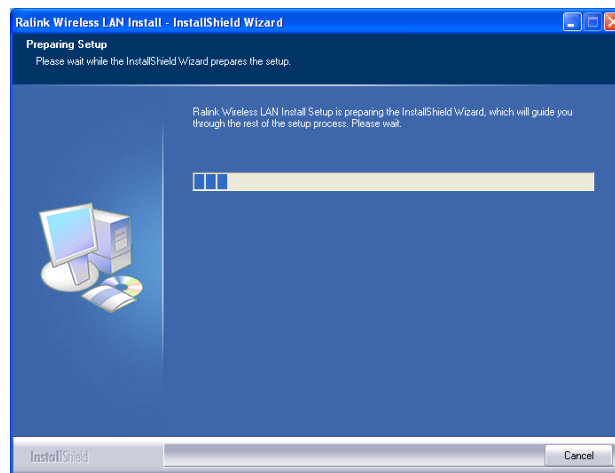 Ralink Wireless LAN Install - InstallShield Wizard
Preparing Setup
Please wait while the InstallShield Wizard prepares the setup.
Ralink Wireless LAN Install Setup is preparing the InstallShield Wizard, which will guide you
through the rest of the setup process. Please wait.
InstallShield
Cancel